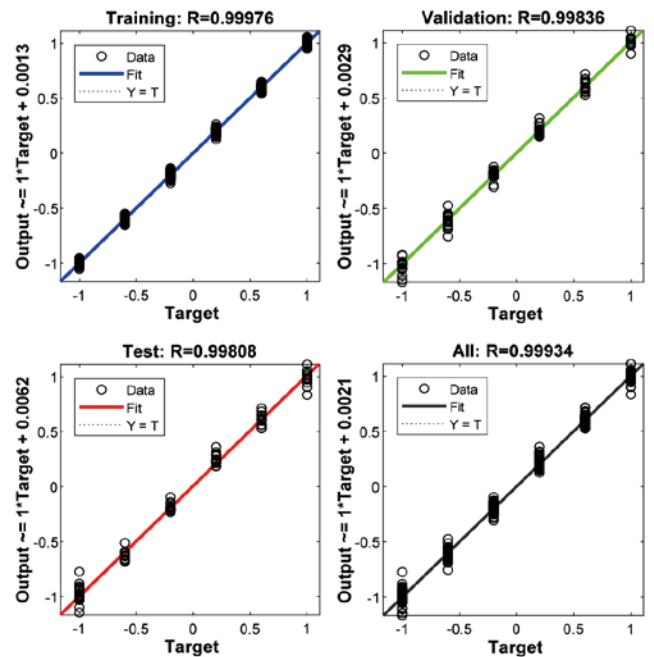 Training: R=0.99976
Output ~= 1*Target + 0.0013
Data
Fit
Y = T
1
0.5
0
-0.5
-1
-1 -0.5 0 0.5 1
Target
Validation: R=0.99836
Output ~= 1*Target + 0.0029
Data
Fit
Y = T
1
0.5
0
-0.5
-1
-1 -0.5 0 0.5 1
Target
Test: R=0.99808
Output ~= 1*Target + 0.0062
Data
Fit
Y = T
1
0.5
0
-0.5
-1
-1 -0.5 0 0.5 1
Target
All: R=0.99934
Output ~= 1*Target + 0.0021
Data
Fit
Y = T
1
0.5
0
-0.5
-1
-1 -0.5 0 0.5 1
Target